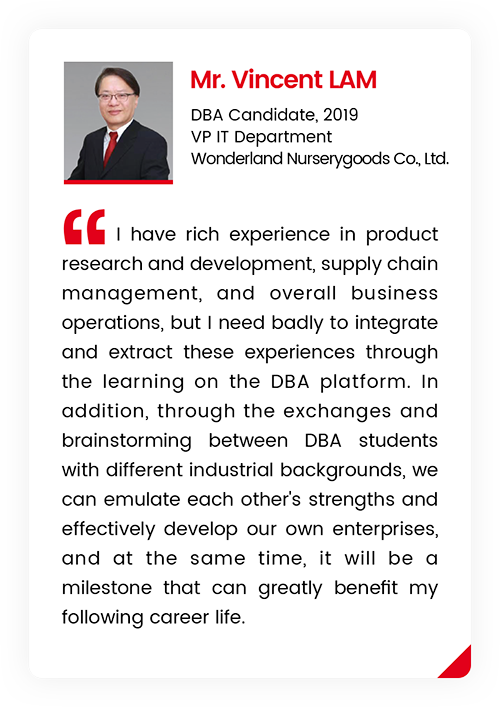 Mr. Vincent LAM
DBA Candidate, 2019
VP IT Department
Wonderland Nurserygoods Co., Ltd.
“ I have rich experience in product
research and development, supply chain
management, and overall business
operations, but I need badly to integrate
and extract these experiences through
the learning on the DBA platform. In
addition, through the exchanges and
brainstorming between DBA students
with different industrial backgrounds, we
can emulate each other's strengths and
effectively develop our own enterprises,
and at the same time, it will be a
milestone that can greatly benefit my
following career life.